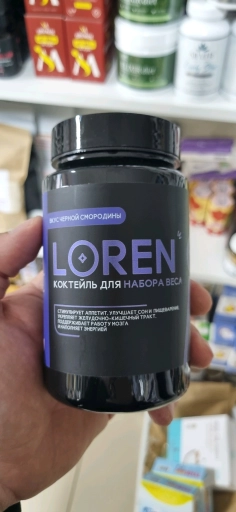 ВКУС ЧЕРНОЙ СМОРОДИНЫ
LOREN
КОКТЕЙЛЬ ДЛЯ НАБОРА ВЕСА
СТИМУЛИРУЕТ АППЕТИТ, УЛУЧШАЕТ СОН И ПИЩЕВАРЕНИЕ,
УКРЕПЛЯЕТ ЖЕЛУДОЧНО-КИШЕЧНЫЙ ТРАКТ,
ПОДДЕРЖИВАЕТ РАБОТУ МОЗГА
И НАПОЛНЯЕТ ЭНЕРГИЕЙ